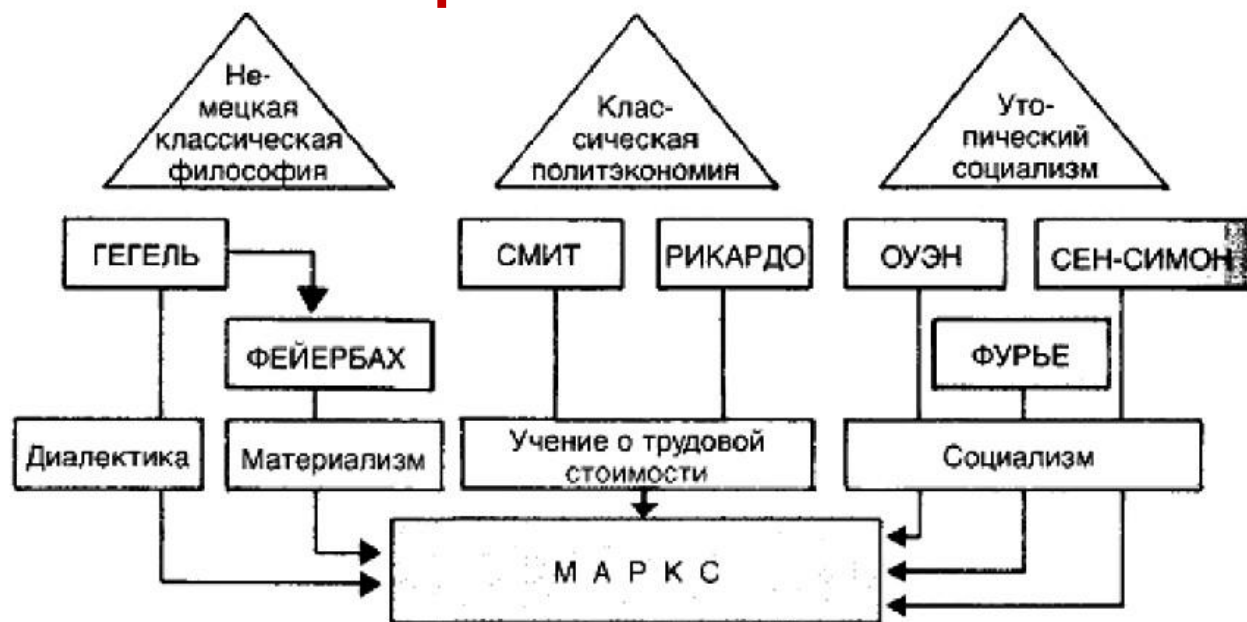 Не-
мецкая
классическая
философия
Клас-
сическая
политэкономия
Уто-
пический
социализм
ГЕГЕЛЬ
СМИТ
РИКАРДО
ОУЭН
СЕН-СИМОН
ФЕЙЕРБАХ
ФУРЬЕ
Диалектика
Материализм
Учение о трудовой
стоимости
Социализм
МАРКС